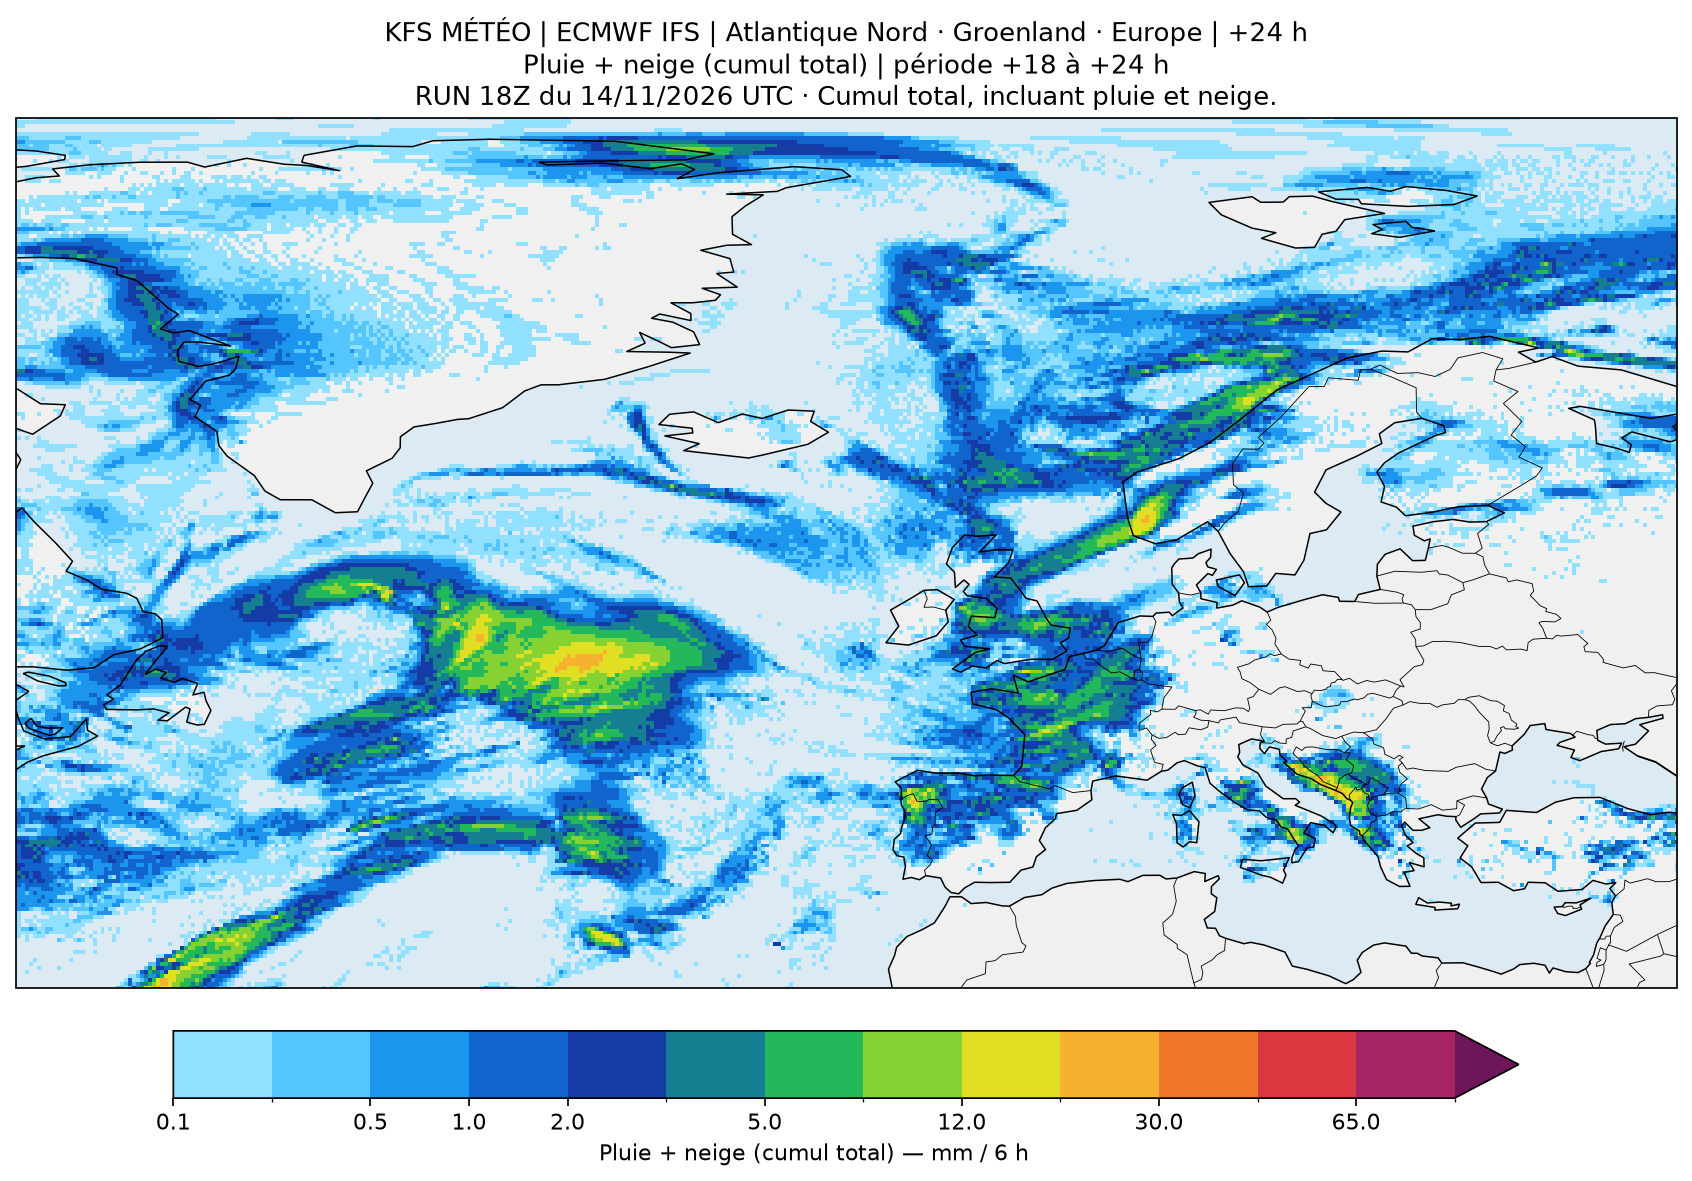 KFS MÉTÉO | ECMWF IFS | Atlantique Nord · Groenland · Europe | +24 h
Pluie + neige (cumul total) | période +18 à +24 h
RUN 18Z du 14/11/2026 UTC · Cumul total, incluant pluie et neige.
0.1 0.5 1.0 2.0 5.0 12.0 30.0 65.0
Pluie + neige (cumul total) — mm / 6 h